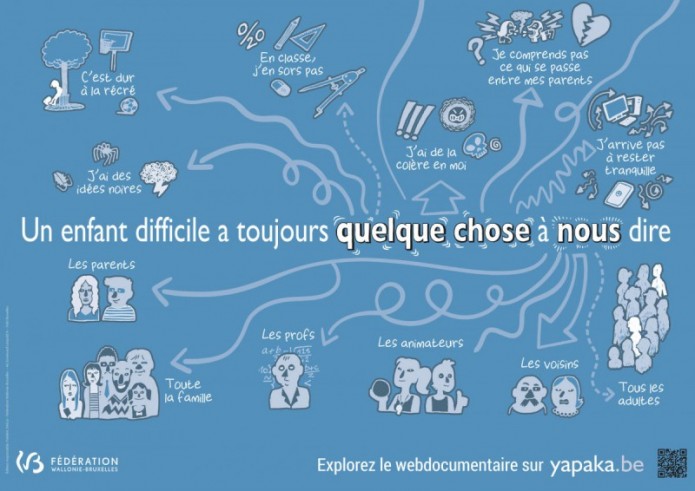 C'est dur
à la récré
En classe,
j'en sors pas
Je comprends pas
ce qui se passe
entre mes parents
!!!
J'ai de la
colère en moi
J'arrive pas
à rester
tranquille
J'ai des
idées noires
Un enfant difficile a toujours quelque chose à nous dire
Les parents
Toute
la famille
Les profs
Les animateurs
Les voisins
Tous les
adultes
FÉDÉRATION
WALLONIE-BRUXELLES
Explorez le webdocumentaire sur yapaka.be